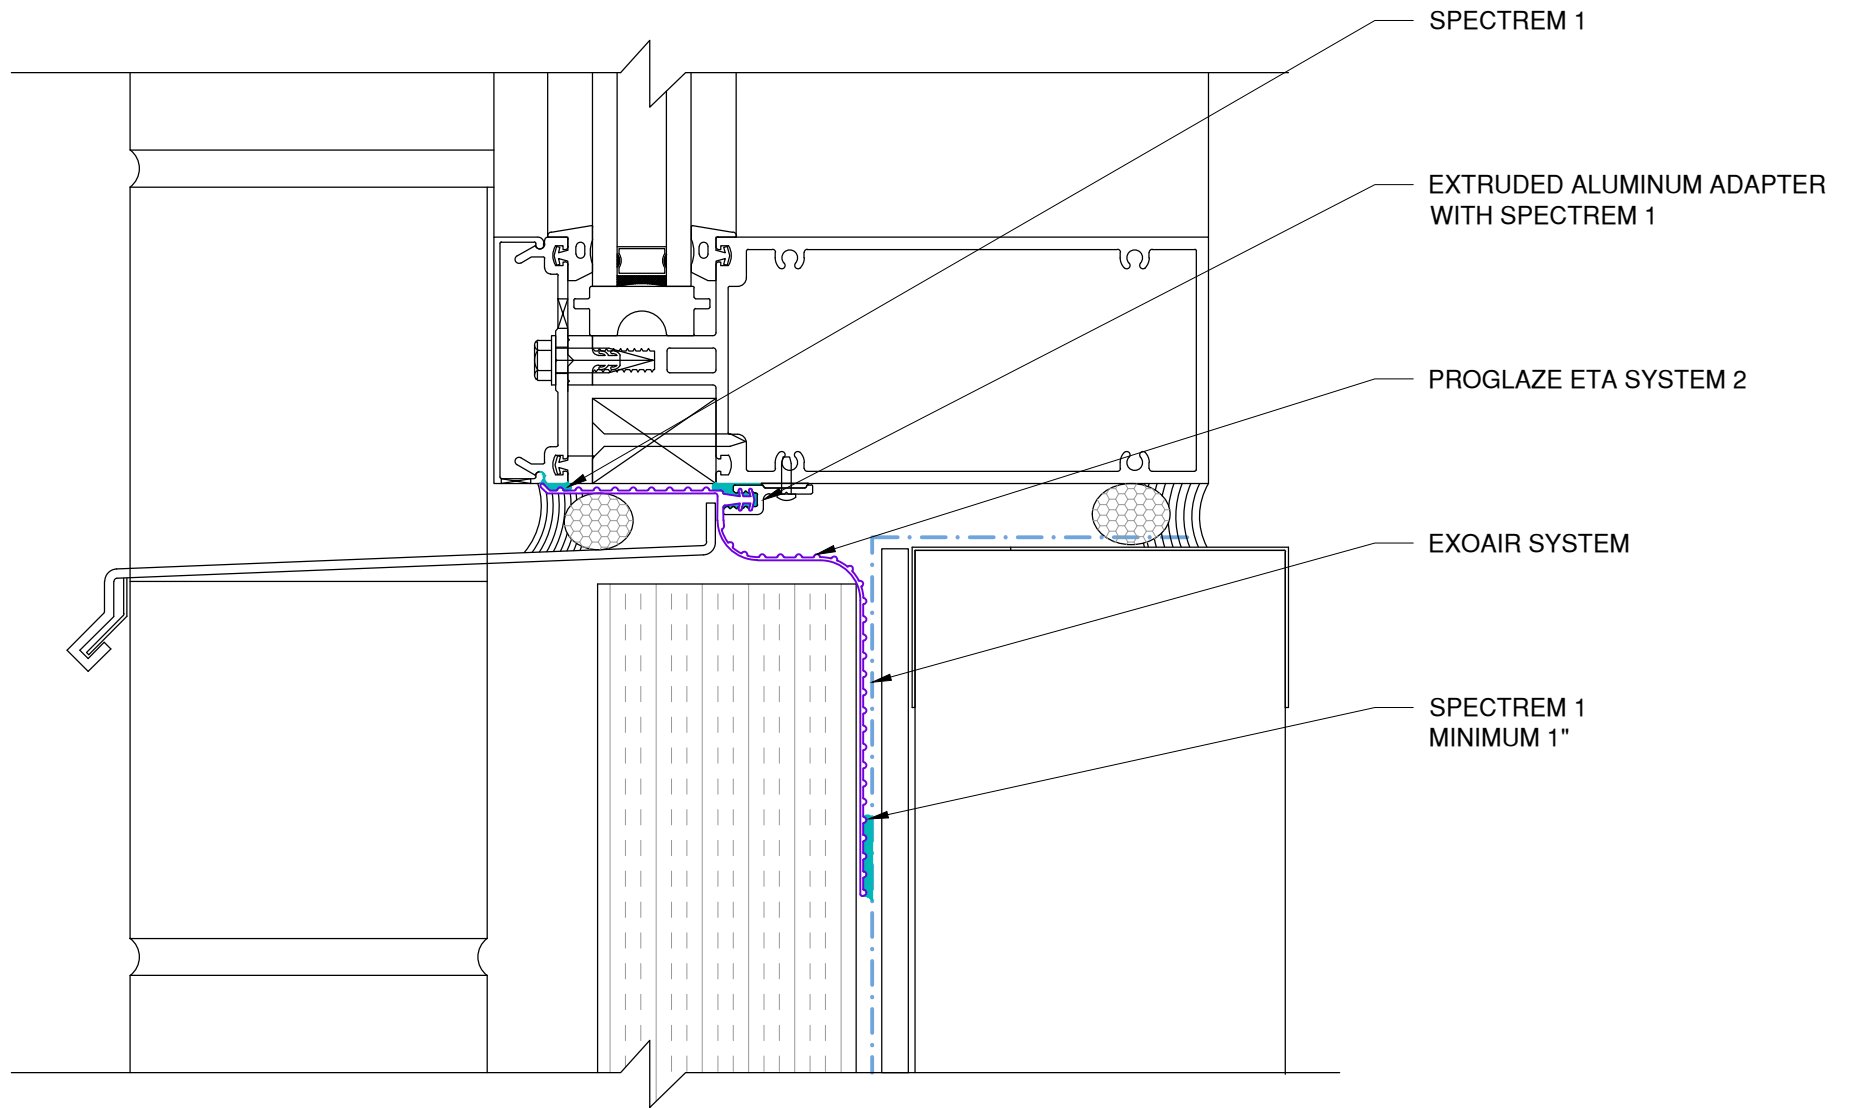 SPECTREM 1
EXTRUDED ALUMINUM ADAPTER
WITH SPECTREM 1
PROGLAZE ETA SYSTEM 2
EXOAIR SYSTEM
SPECTREM 1
MINIMUM 1"